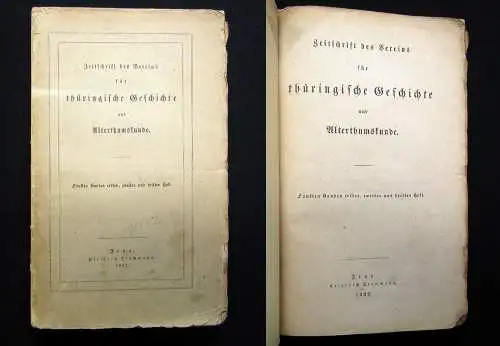 Zeitschrift des Vereins
für
thüringische Geschichte
und
Alterthumskunde.
Fünften Bandes erstes, zweites und drittes Heft.
Jena,
Friedrich Frommann.
Zeitschrift des Vereins
für
thüringische Geschichte
und
Alterthumskunde.
Fünften Bandes erstes, zweites und drittes Heft.
Jena,
Friedrich Frommann.